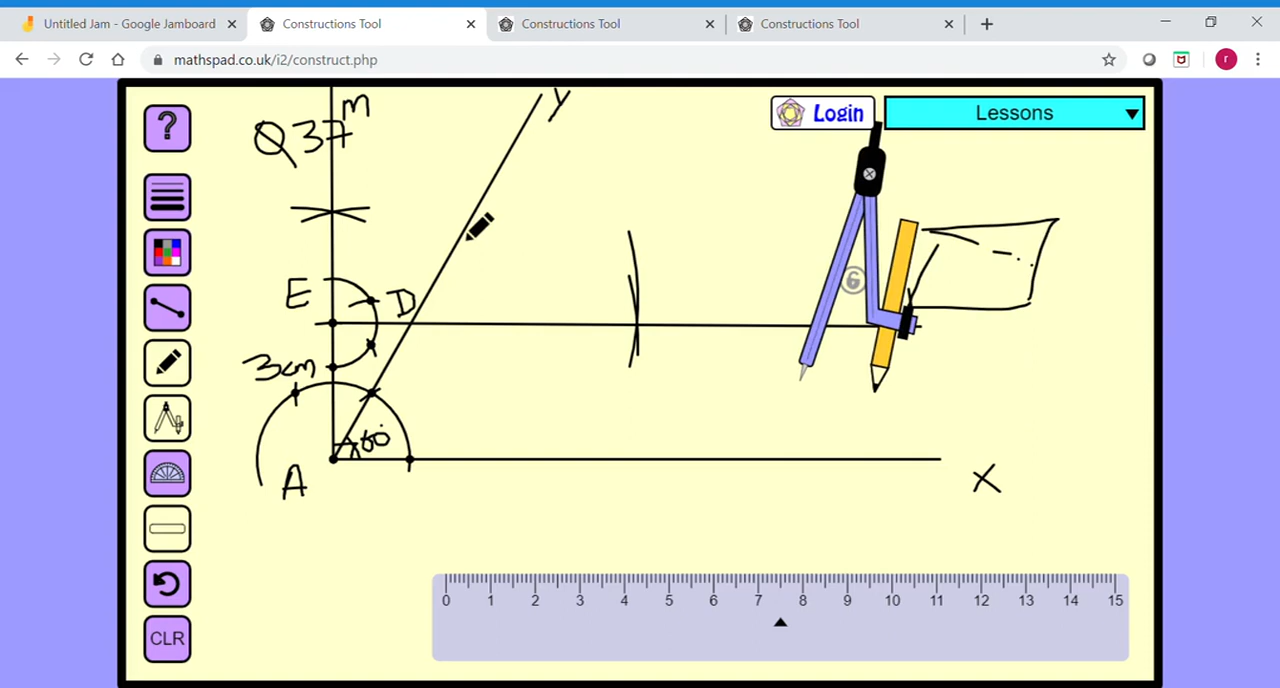 Untitled Jam - Google Jamboard
Constructions Tool
Constructions Tool
Constructions Tool
mathspad.co.uk/i2/construct.php
?
Login
Lessons
Q37
m
y
E
D
3cm
60°
A
X
CLR
0 1 2 3 4 5 6 7 8 9 10 11 12 13 14 15
r